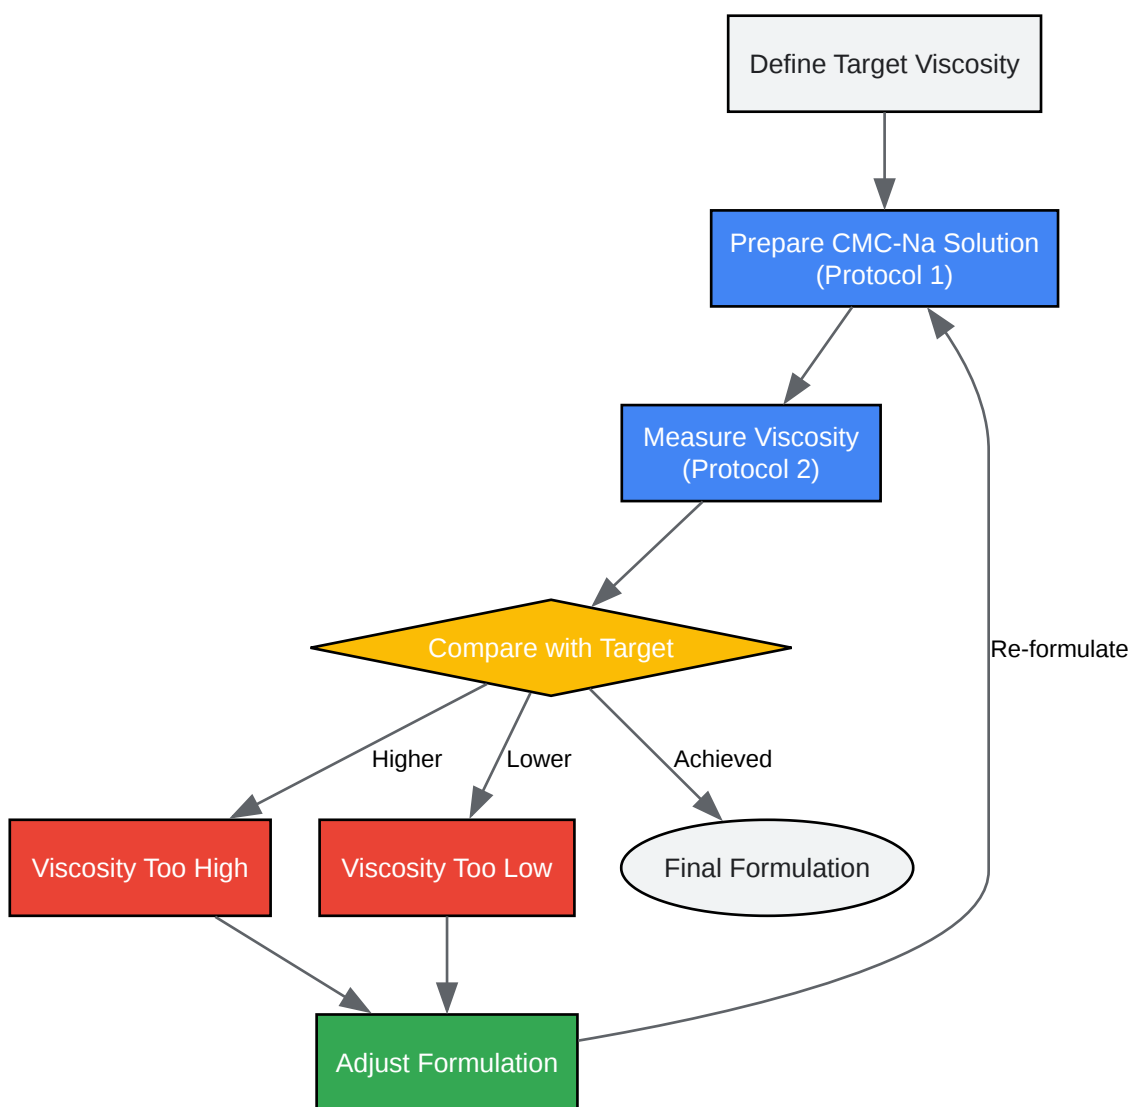 Define Target Viscosity
Prepare CMC-Na Solution
(Protocol 1)
Measure Viscosity
(Protocol 2)
Compare with Target
Re-formulate
Higher
Lower
Achieved
Viscosity Too High
Viscosity Too Low
Final Formulation
Adjust Formulation